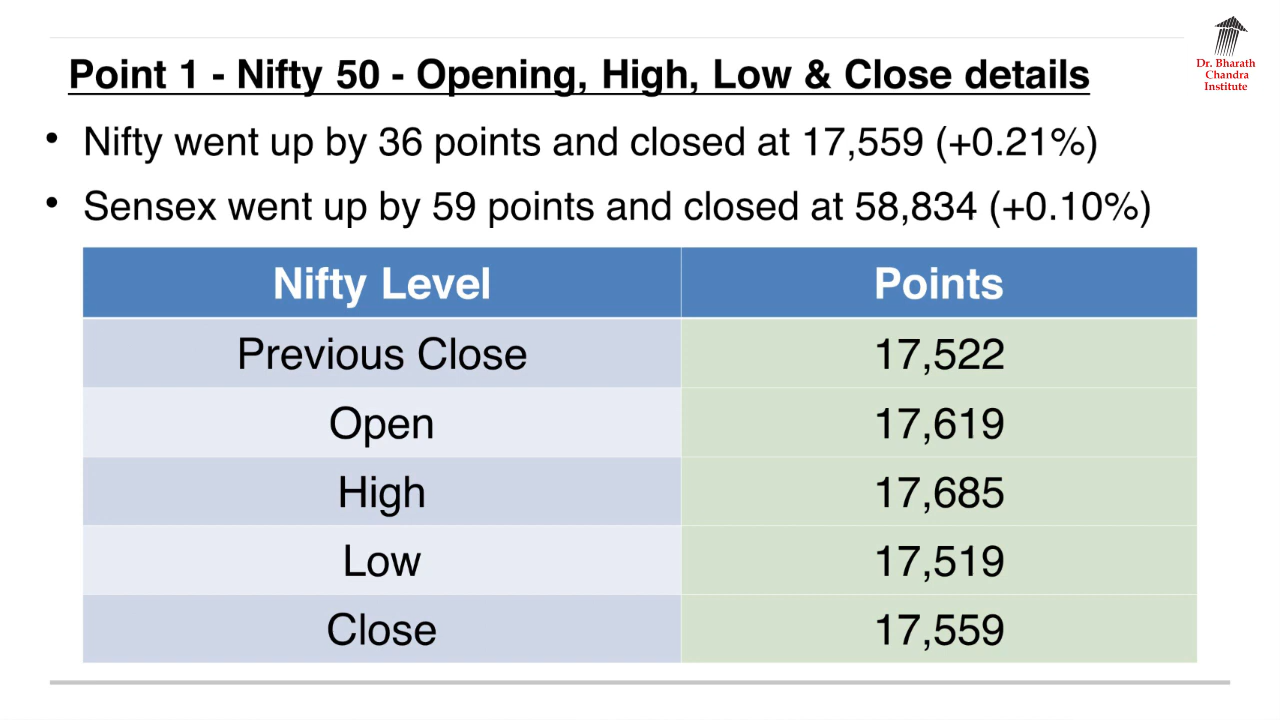 Dr. Bharath
Chandra
Institute
Point 1 - Nifty 50 - Opening, High, Low & Close details
• Nifty went up by 36 points and closed at 17,559 (+0.21%)
• Sensex went up by 59 points and closed at 58,834 (+0.10%)
Nifty Level Points
Previous Close 17,522
Open 17,619
High 17,685
Low 17,519
Close 17,559